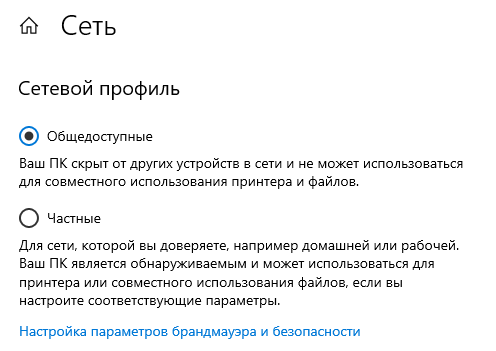 Сеть
Сетевой профиль
Общедоступные
Ваш ПК скрыт от других устройств в сети и не может использоваться
для совместного использования принтера и файлов.
Частные
Для сети, которой вы доверяете, например домашней или рабочей.
Ваш ПК является обнаруживаемым и может использоваться для
принтера или совместного использования файлов, если вы
настроите соответствующие параметры.
Настройка параметров брандмауэра и безопасности